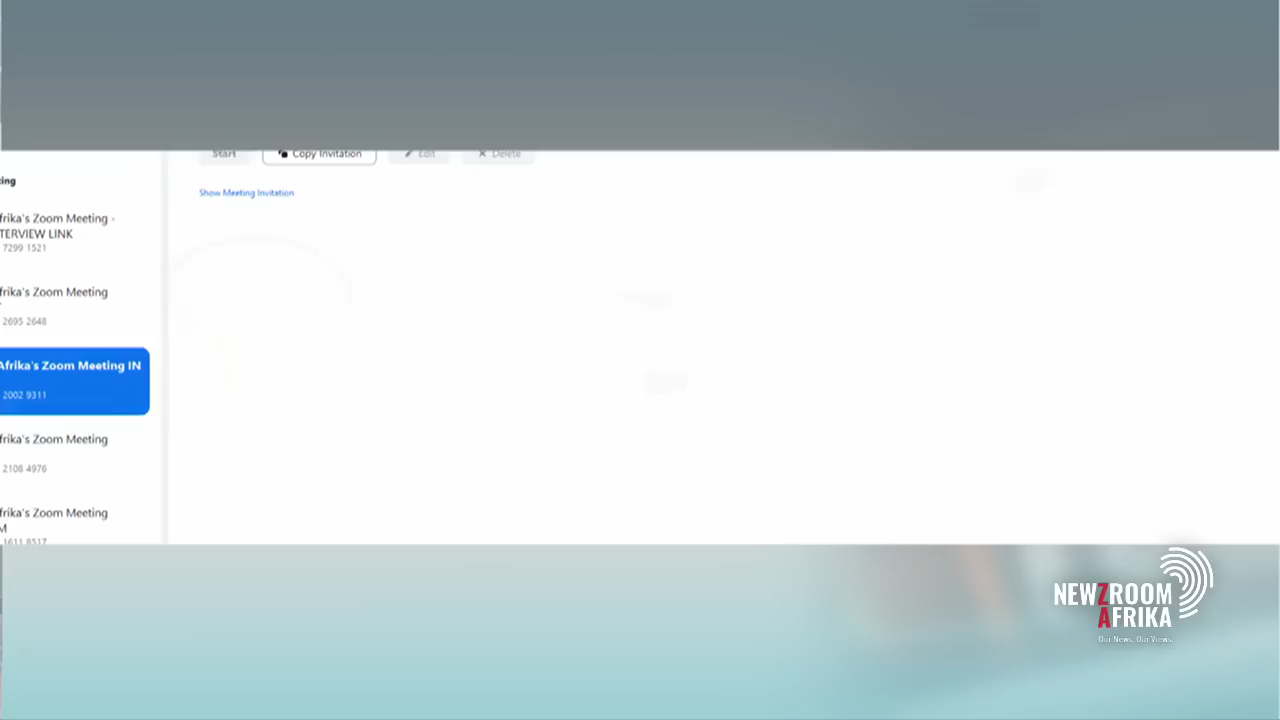 Start
Copy Invitation
Edit
Delete
Show Meeting Invitation
ting
frika's Zoom Meeting -
TERVIEW LINK
7299 1521
frika's Zoom Meeting
2695 2648
Afrika's Zoom Meeting IN
2002 9311
frika's Zoom Meeting
2108 4976
frika's Zoom Meeting
M
1611 8517
NEWZROOM
AFRIKA
Our News. Our Views.